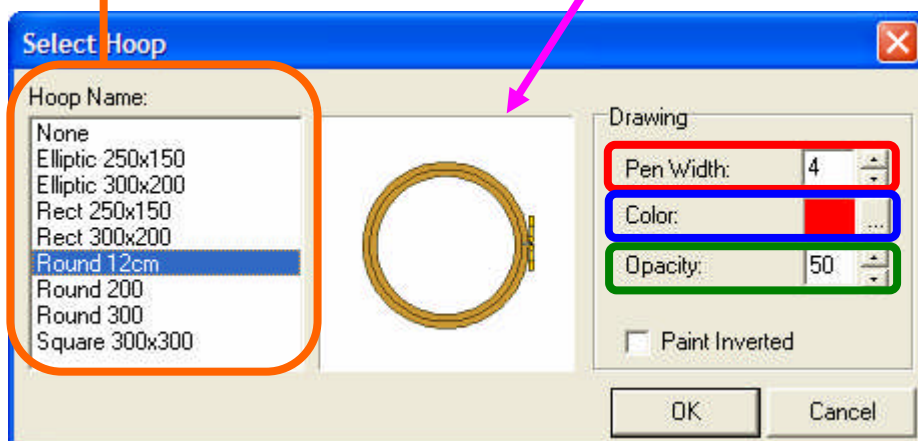 Select Hoop
Hoop Name:
None
Elliptic 250x150
Elliptic 300x200
Rect 250x150
Rect 300x200
Round 12cm
Round 200
Round 300
Square 300x300
Drawing
Pen Width: 4
Color: ...
Opacity: 50
Paint Inverted
OK Cancel